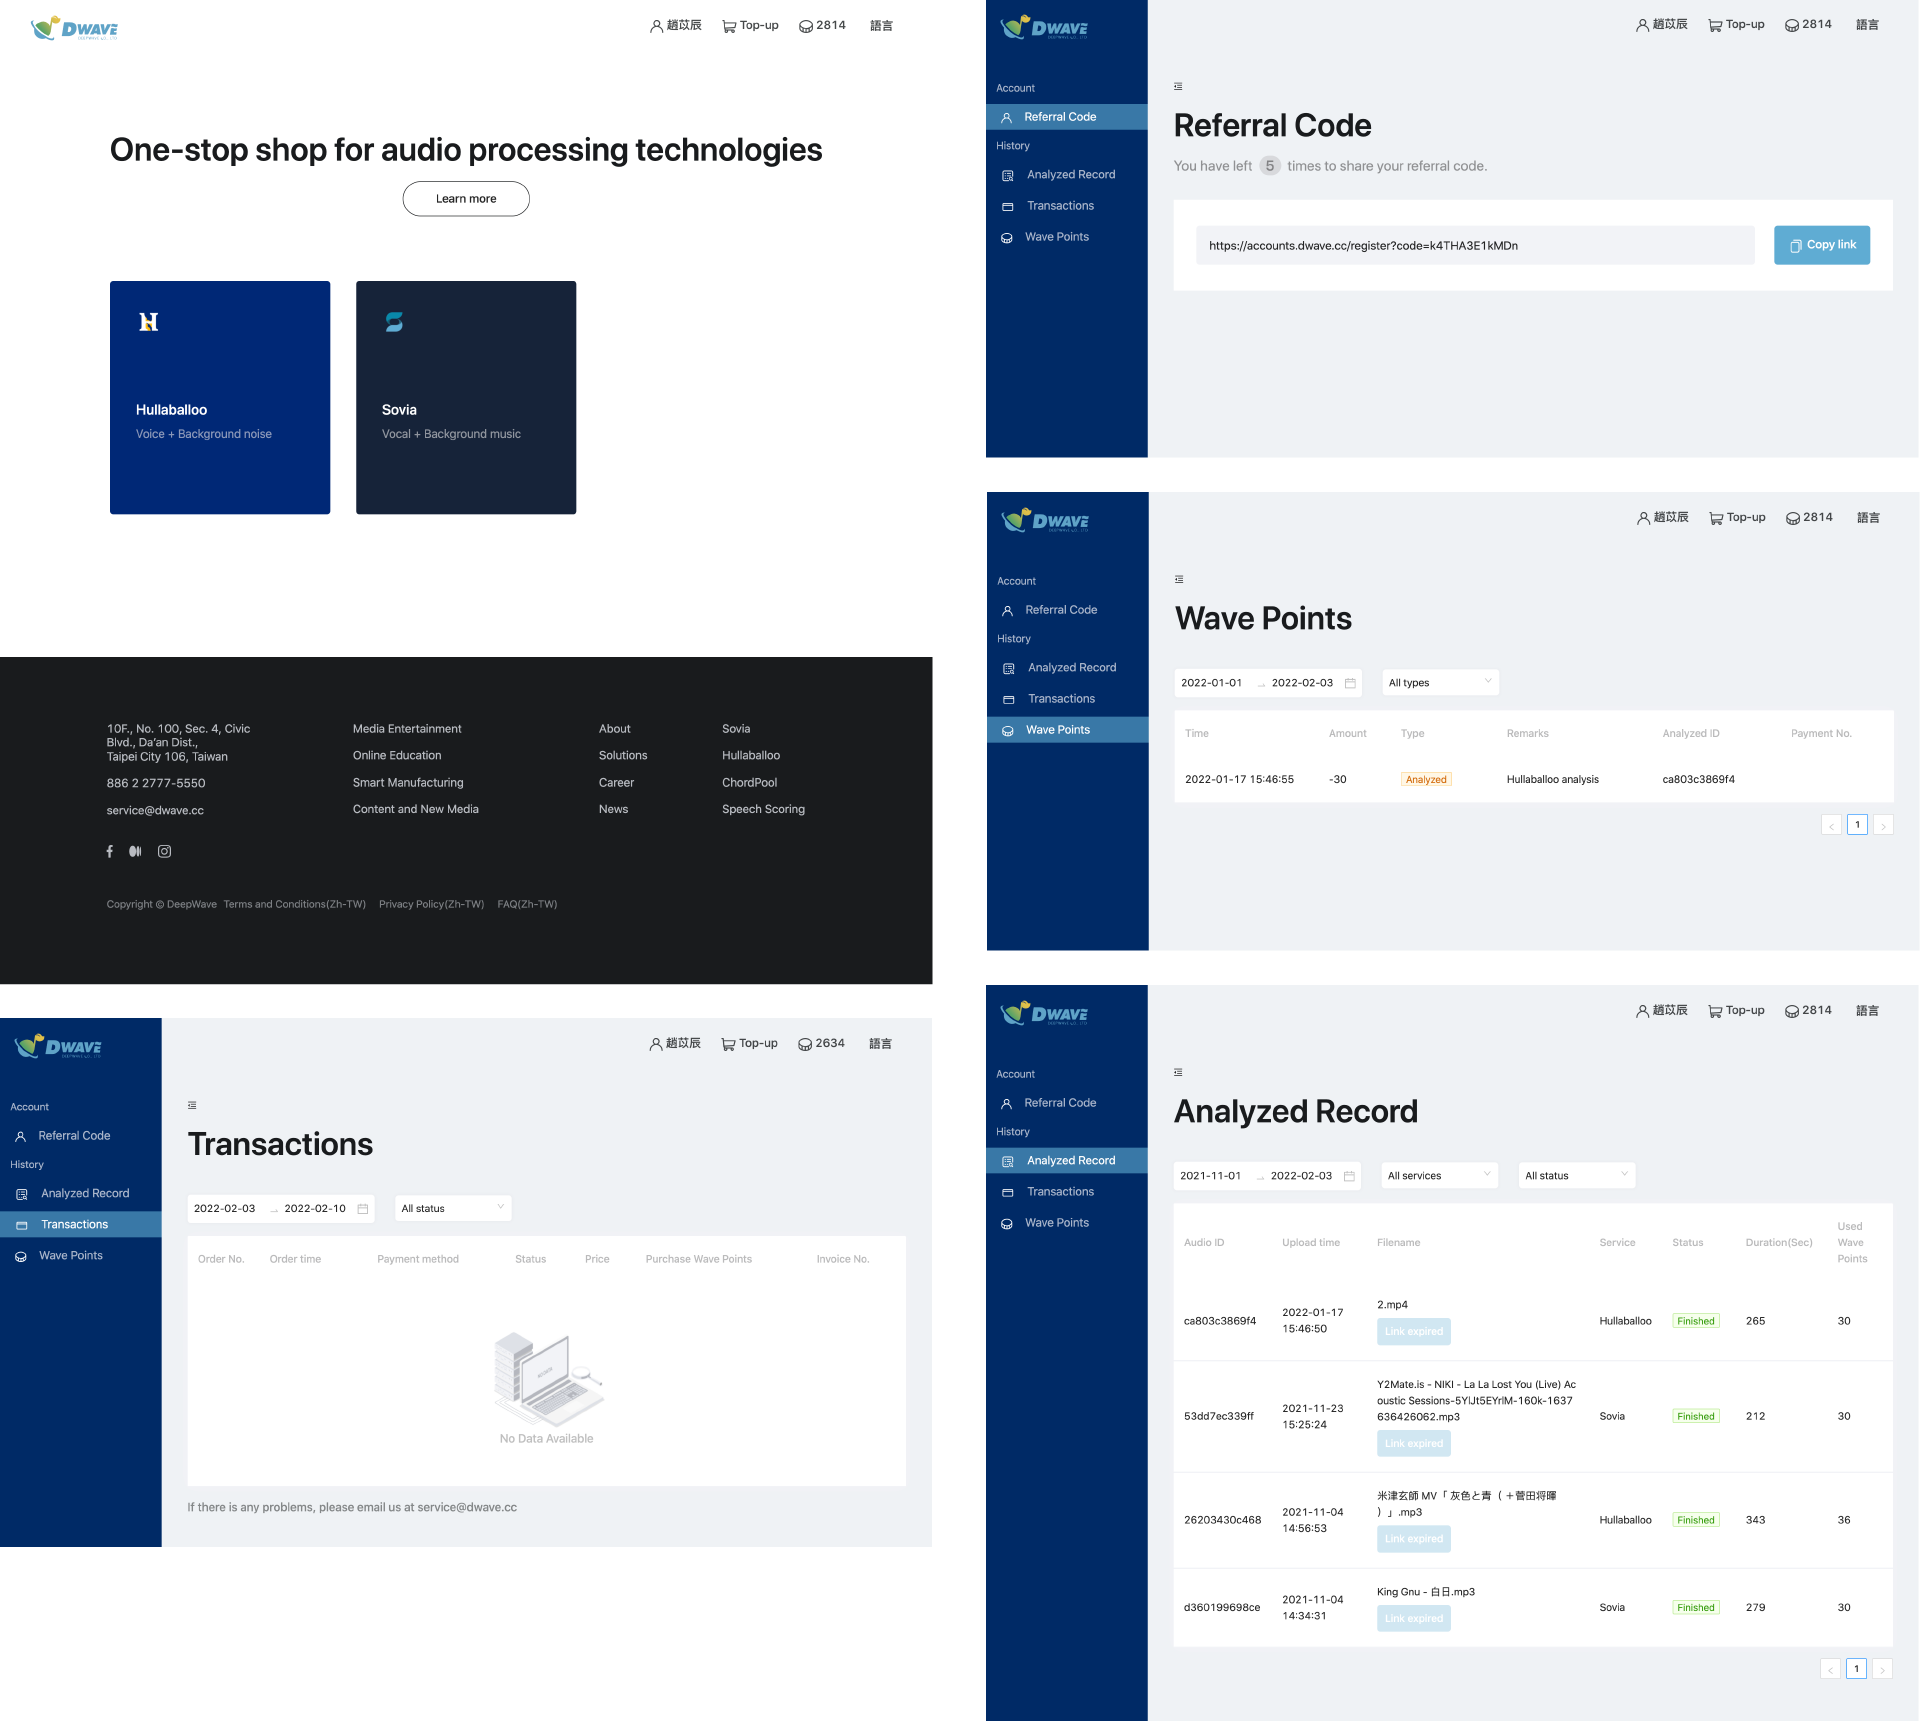 DWAVE
趙苡辰
Top-up
2814
語言
One-stop shop for audio processing technologies
Learn more
Hullaballoo
Voice + Background noise
Sovia
Vocal + Background music
10F., No. 100, Sec. 4, Civic
Blvd., Da'an Dist.,
Taipei City 106, Taiwan
886 2 2777-5550
service@dwave.cc
Media Entertainment
Online Education
Smart Manufacturing
Content and New Media
About
Solutions
Career
News
Sovia
Hullaballoo
ChordPool
Speech Scoring
Copyright © DeepWave
Terms and Conditions(Zh-TW)
Privacy Policy(Zh-TW)
FAQ(Zh-TW)
DWAVE
趙苡辰
Top-up
2634
語言
Account
Referral Code
History
Analyzed Record
Transactions
Wave Points
Transactions
2022-02-03
2022-02-10
All status
Order No.
Order time
Payment method
Status
Price
Purchase Wave Points
Invoice No.
No Data Available
If there is any problems, please email us at service@dwave.cc
DWAVE
趙苡辰
Top-up
2814
語言
Account
Referral Code
History
Analyzed Record
Transactions
Wave Points
Referral Code
You have left 5 times to share your referral code.
https://accounts.dwave.cc/register?code=k4THA3E1kMDn
Copy link
DWAVE
趙苡辰
Top-up
2814
語言
Account
Referral Code
History
Analyzed Record
Transactions
Wave Points
Wave Points
2022-01-01
2022-02-03
All types
Time
Amount
Type
Remarks
Analyzed ID
Payment No.
2022-01-17 15:46:55
-30
Analyzed
Hullaballoo analysis
ca803c3869f4
1
DWAVE
趙苡辰
Top-up
2814
語言
Account
Referral Code
History
Analyzed Record
Transactions
Wave Points
Analyzed Record
2021-11-01
2022-02-03
All services
All status
Audio ID
Upload time
Filename
Service
Status
Duration(Sec)
Used
Wave
Points
ca803c3869f4
2022-01-17
15:46:50
2.mp4
Link expired
Hullaballoo
Finished
265
30
53dd7ec339ff
2021-11-23
15:25:24
Y2Mate.is - NIKI - La La Lost You (Live) Ac
oustic Sessions-5YlJt5EYrlM-160k-1637
636426062.mp3
Link expired
Sovia
Finished
212
30
26203430c468
2021-11-04
14:56:53
米津玄師 MV「 灰色と青（ ＋菅田将暉
）」.mp3
Link expired
Hullaballoo
Finished
343
36
d360199698ce
2021-11-04
14:34:31
King Gnu - 白日.mp3
Link expired
Sovia
Finished
279
30
1